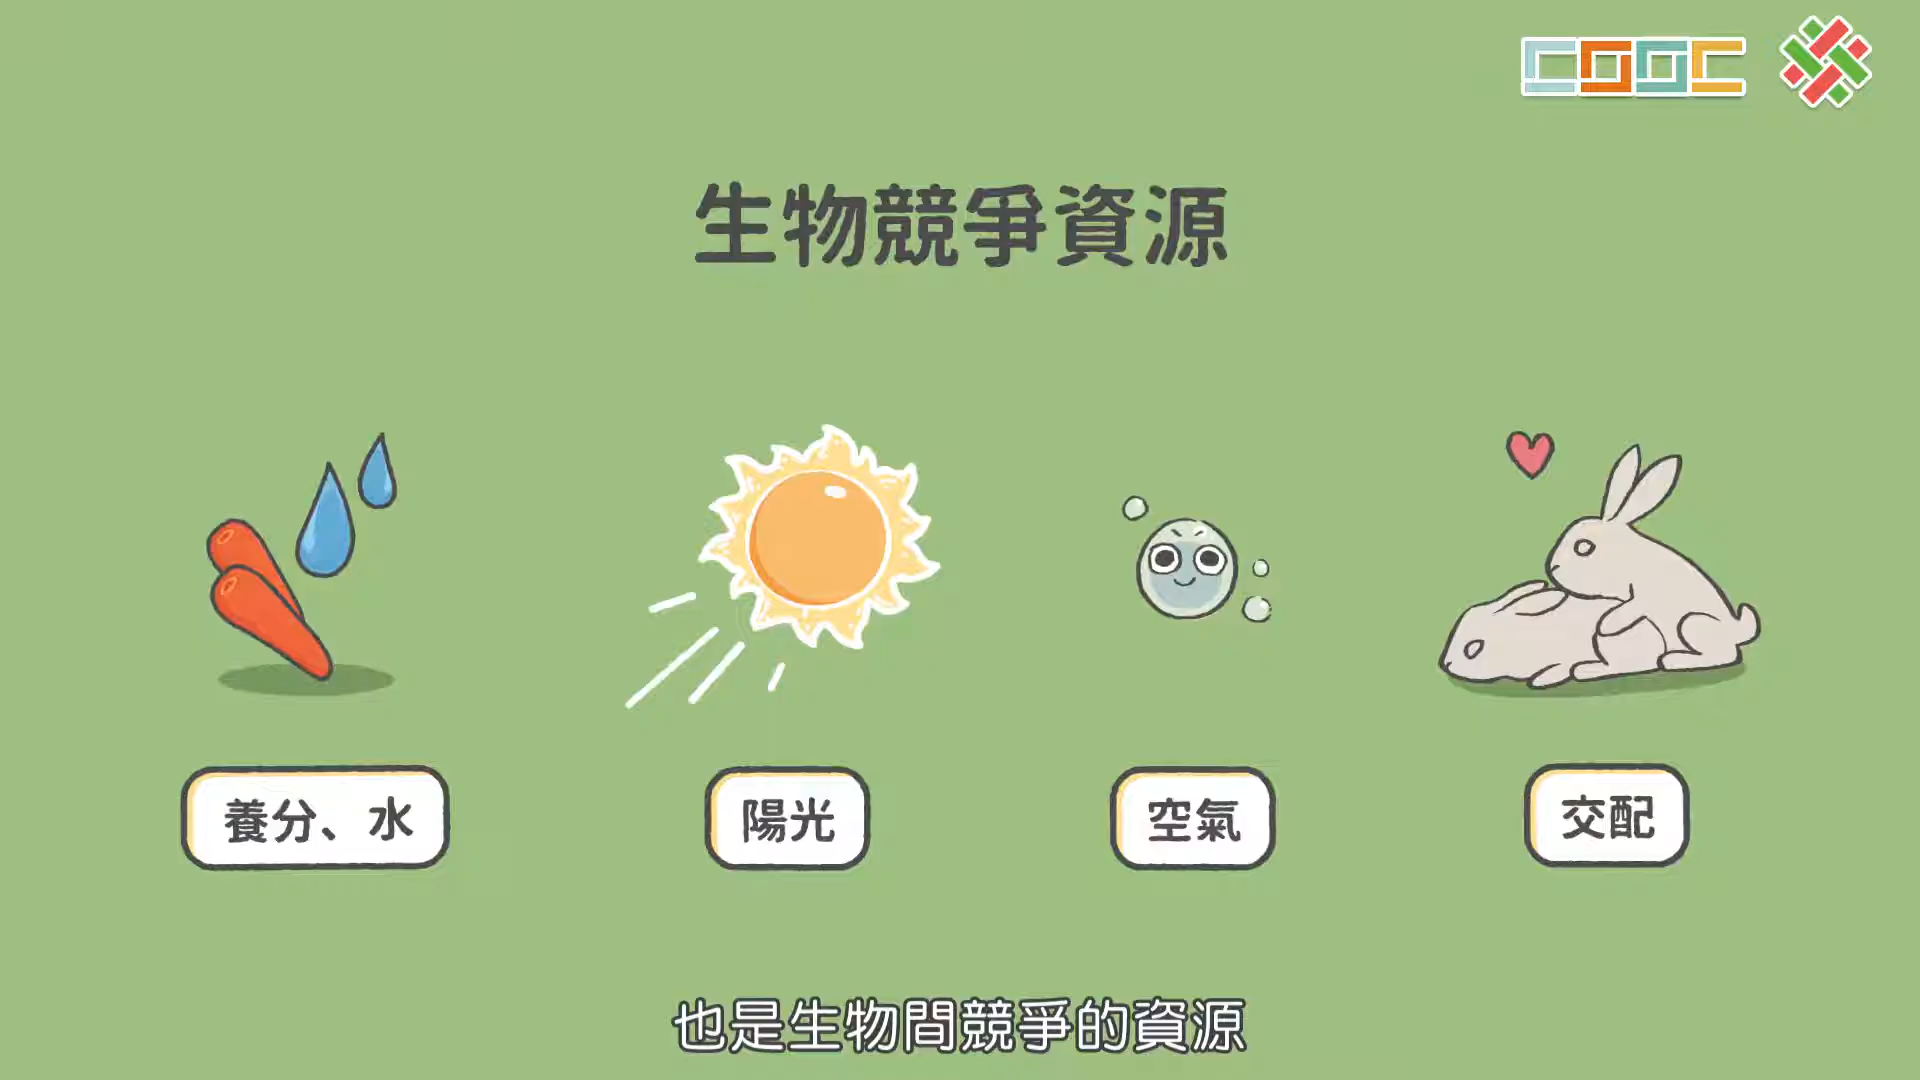 COOC
生物競爭資源
養分、水
陽光
空氣
交配
也是生物間競爭的資源